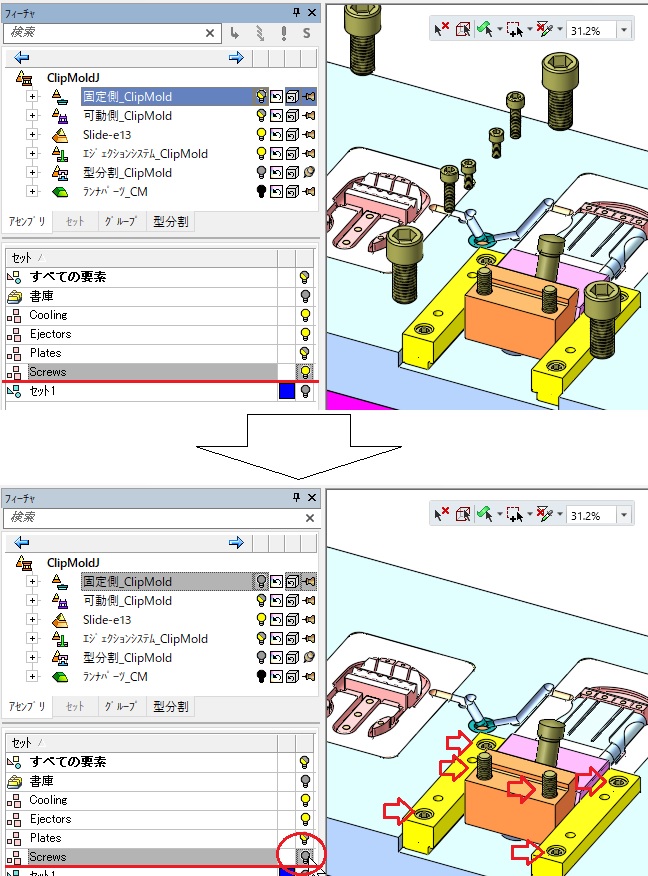 フィーチャ
検索
S
31.2%
ClipMoldJ
固定側_ClipMold
可動側_ClipMold
Slide-e13
ｴｼﾞｪｸｼｮﾝｼｽﾃﾑ_ClipMold
型分割_ClipMold
ﾗﾝﾅﾊﾟｰﾂ_CM
アセンブリ セット グループ 型分割
セット
すべての要素
書庫
Cooling
Ejectors
Plates
Screws
セット1
フィーチャ
検索
31.2%
ClipMoldJ
固定側_ClipMold
可動側_ClipMold
Slide-e13
ｴｼﾞｪｸｼｮﾝｼｽﾃﾑ_ClipMold
型分割_ClipMold
ﾗﾝﾅﾊﾟｰﾂ_CM
アセンブリ セット グループ 型分割
セット
すべての要素
書庫
Cooling
Ejectors
Plates
Screws
セット1